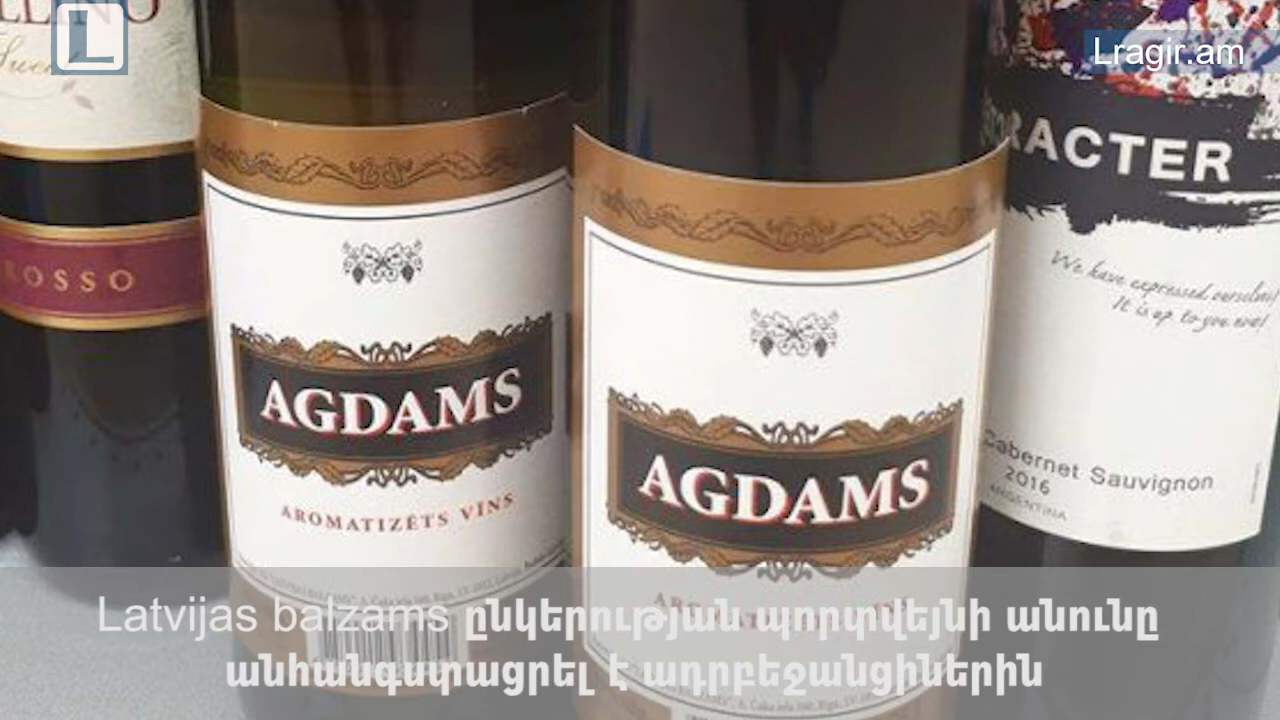 L
Lragir.am
ROSSO
AGDAMS
AROMATIZĒTS VĪNS
AGDAMS
RACTER
We have expressed ourselves
It is up to you now!
Cabernet Sauvignon
2016
ARGENTINA
Latvijas balzams ընկերության պորտվեյնի անունը
անհանգստացրել է ադրբեջանցիներին